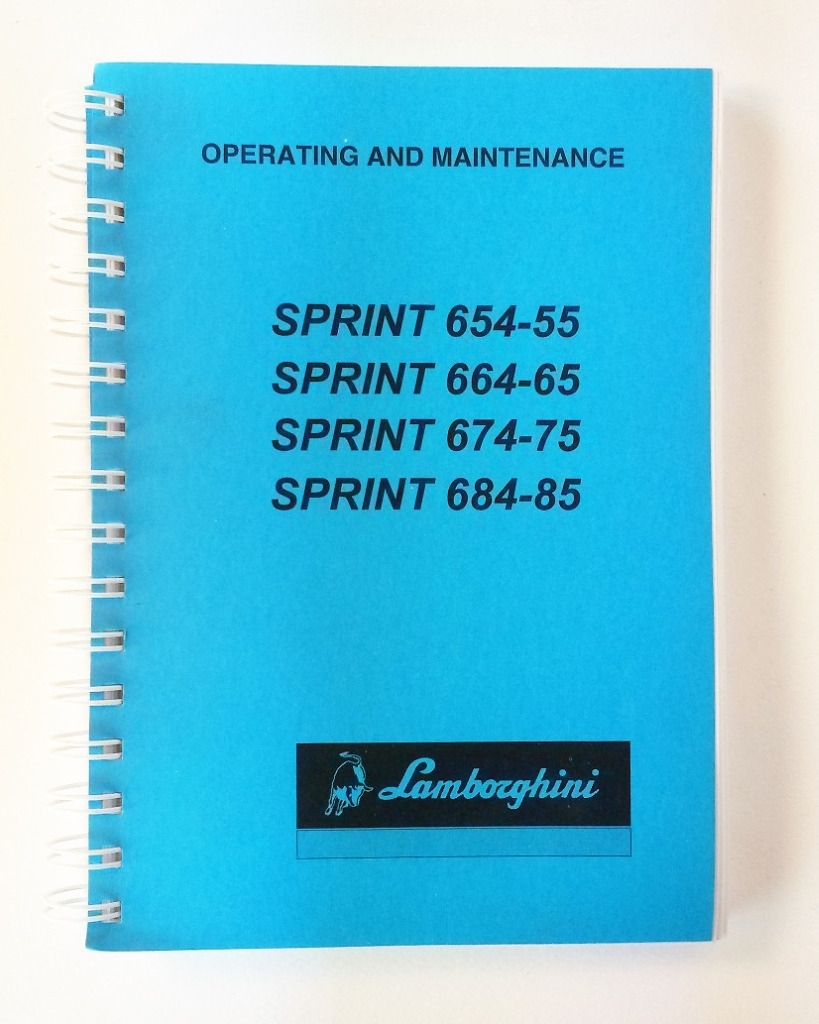 OPERATING AND MAINTENANCE
SPRINT 654-55
SPRINT 664-65
SPRINT 674-75
SPRINT 684-85
Lamborghini